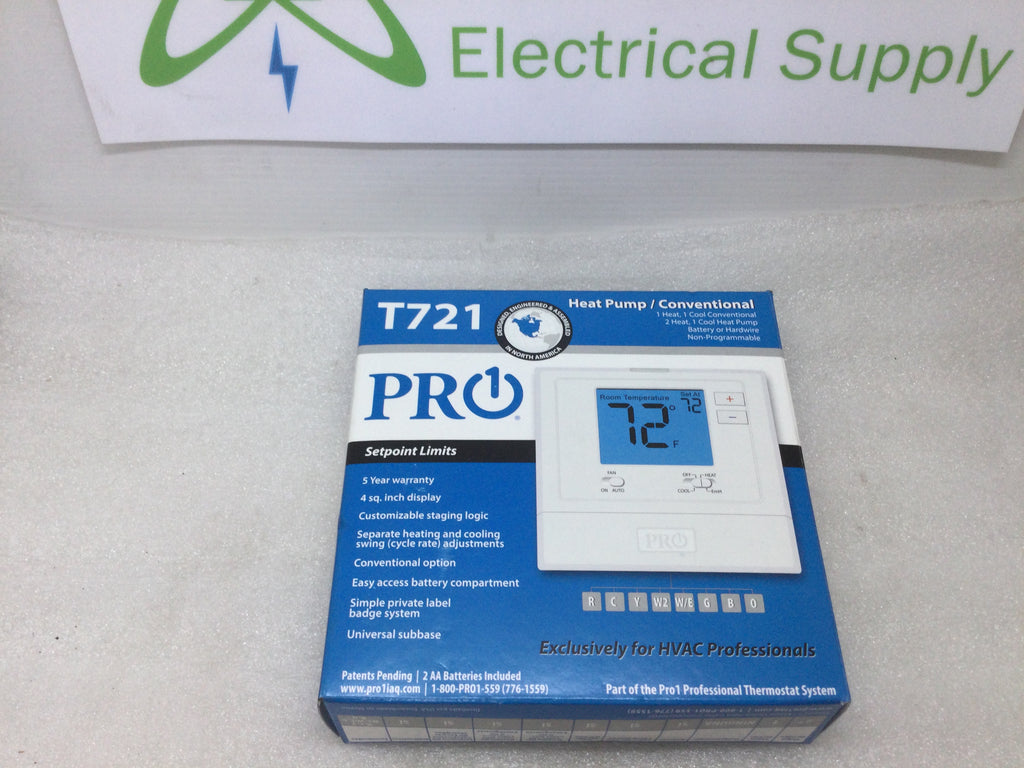 Electrical Supply
T721
DESIGNED, ENGINEERED & ASSEMBLED
IN NORTH AMERICA
Heat Pump / Conventional
1 Heat, 1 Cool Conventional
2 Heat, 1 Cool Heat Pump
Battery or Hardwire
Non-Programmable
PRO1®
Setpoint Limits
5 Year warranty
4 sq. inch display
Customizable staging logic
Separate heating and cooling
swing (cycle rate) adjustments
Conventional option
Easy access battery compartment
Simple private label
badge system
Universal subbase
Room Temperature
Set At
72
72°F
+
−
FAN
ON AUTO
OFF HEAT
COOL EmH
PRO1
R C Y W2 W/E G B O
Exclusively for HVAC Professionals
Patents Pending | 2 AA Batteries Included
www.pro1iaq.com | 1-800-PRO1-559 (776-1559)
Part of the Pro1 Professional Thermostat System